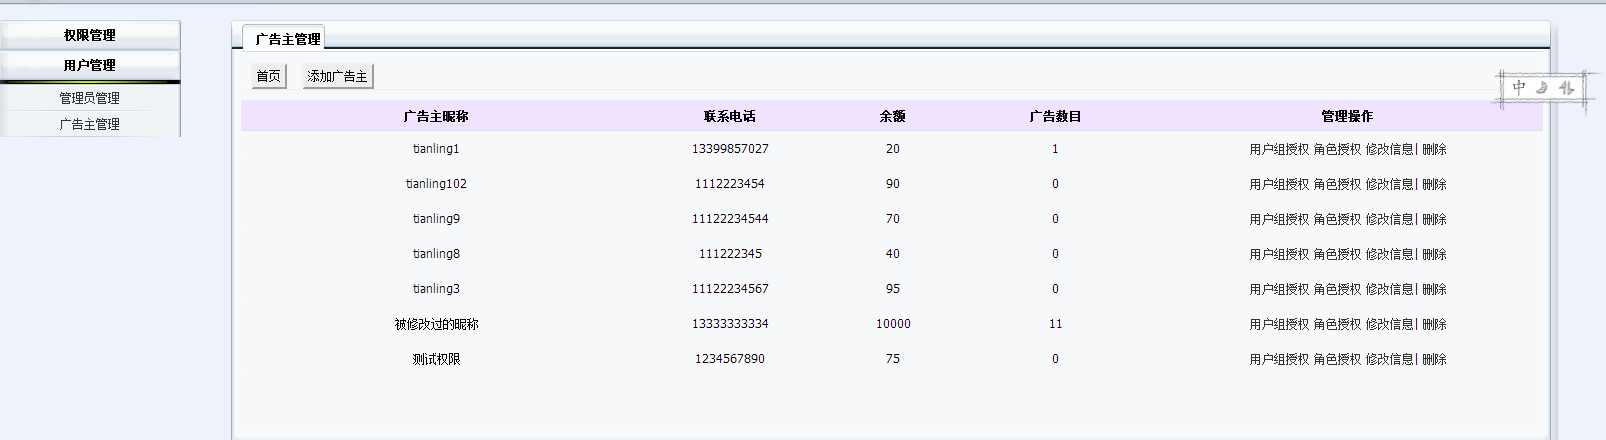 权限管理
用户管理
管理员管理
广告主管理
广告主管理
首页 添加广告主
广告主昵称 联系电话 余额 广告数目 管理操作
tianling1 13399857027 20 1 用户组授权 角色授权 修改信息| 删除
tianling102 1112223454 90 0 用户组授权 角色授权 修改信息| 删除
tianling9 11122234544 70 0 用户组授权 角色授权 修改信息| 删除
tianling8 111222345 40 0 用户组授权 角色授权 修改信息| 删除
tianling3 11122234567 95 0 用户组授权 角色授权 修改信息| 删除
被修改过的昵称 13333333334 10000 11 用户组授权 角色授权 修改信息| 删除
测试权限 1234567890 75 0 用户组授权 角色授权 修改信息| 删除
中